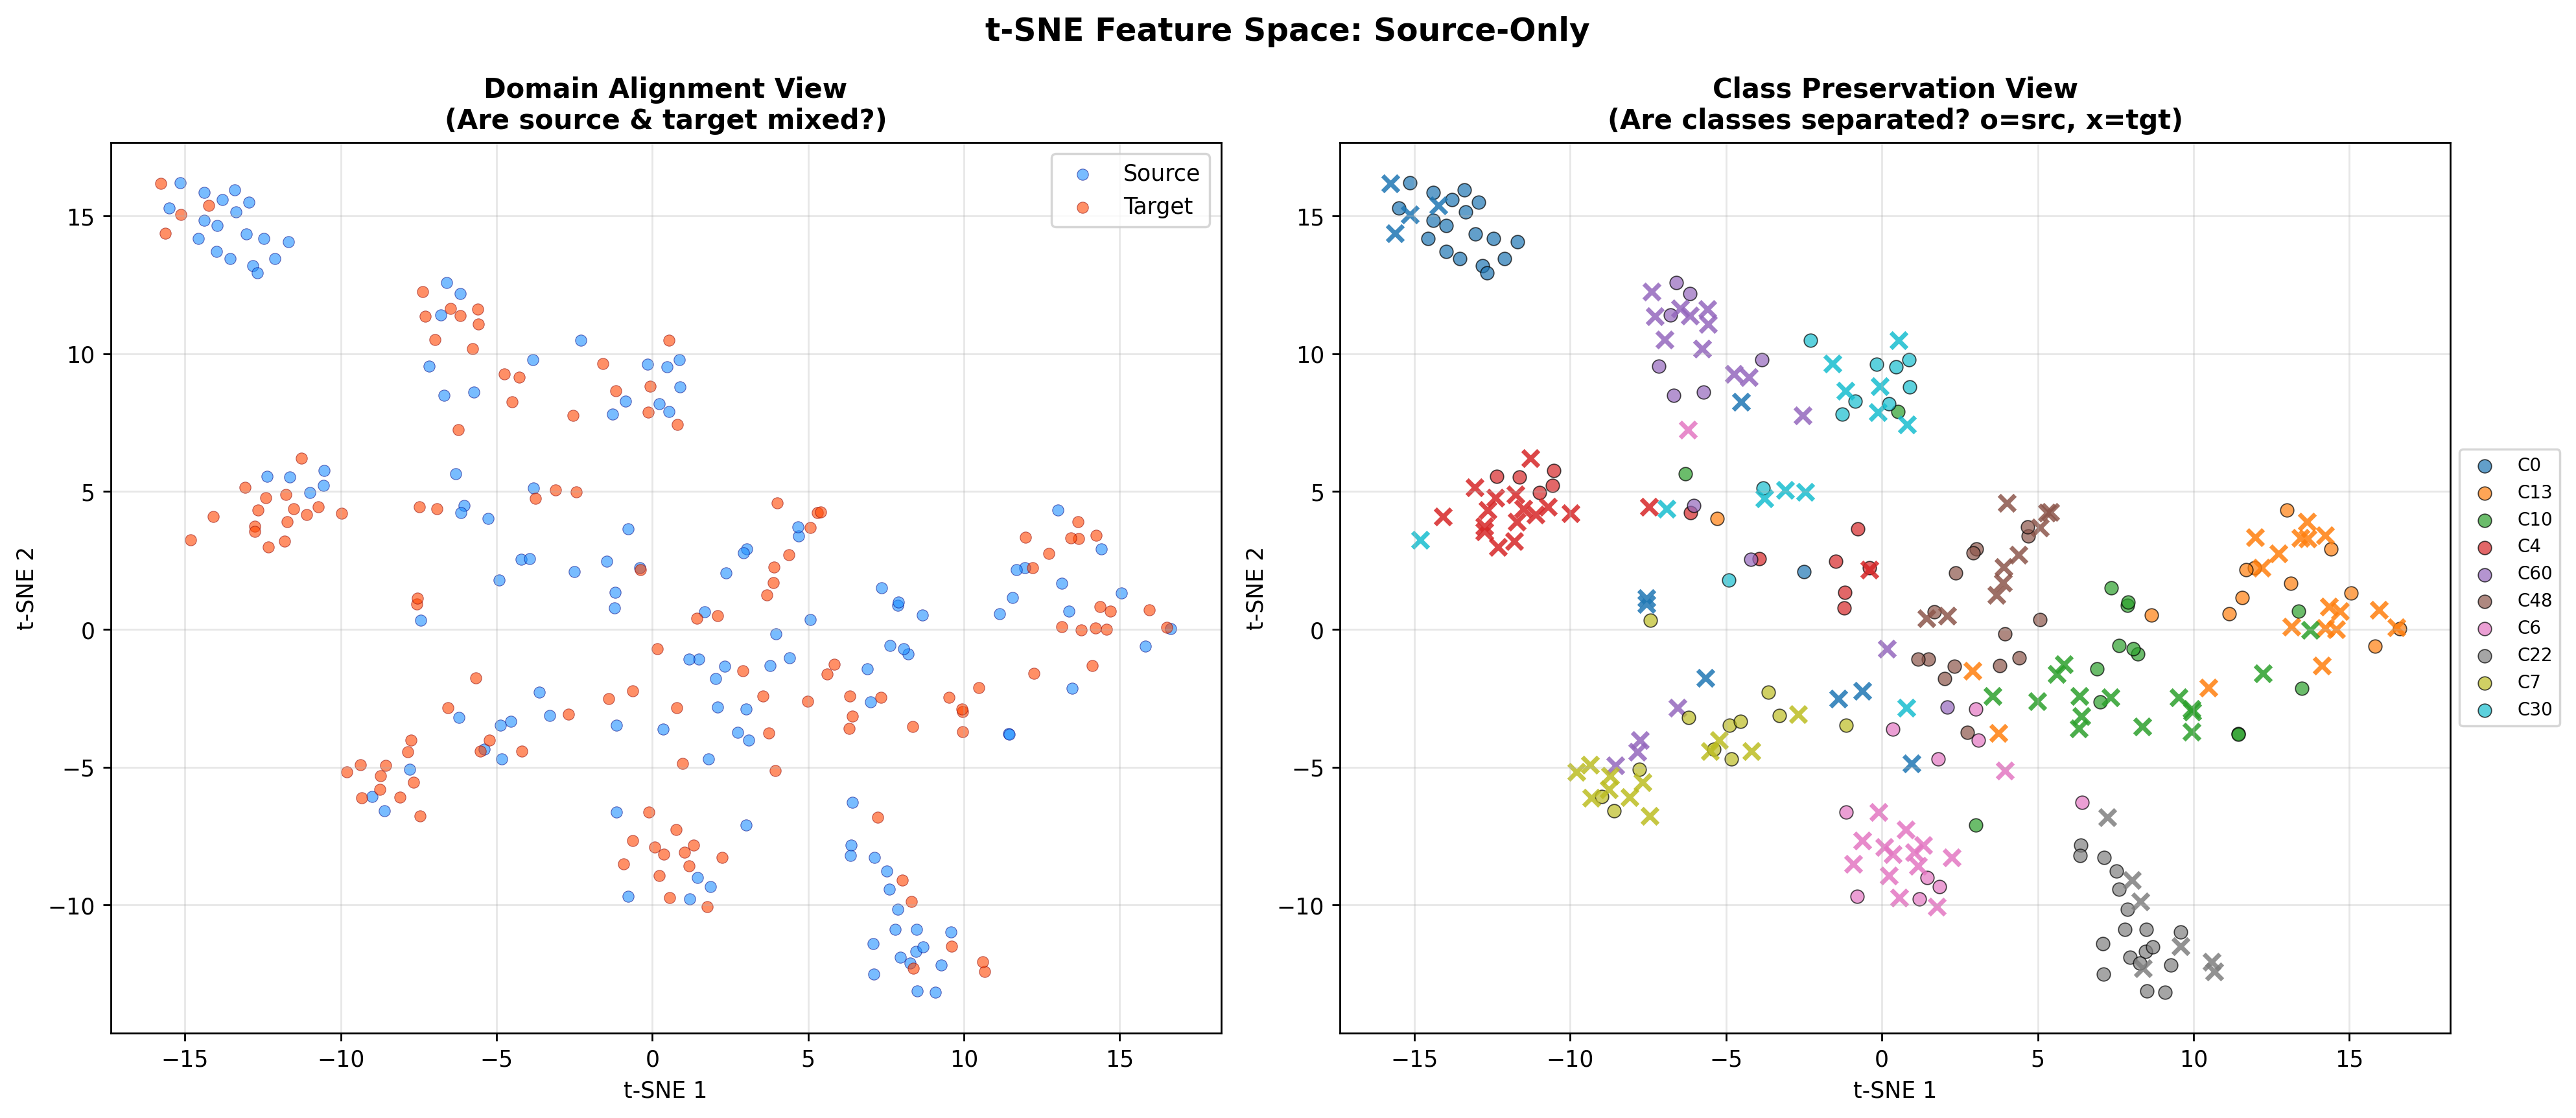 t-SNE Feature Space: Source-Only
Domain Alignment View
(Are source & target mixed?)
Source
Target
15
10
5
0
−5
−10
−15
−10
−5
0
5
10
15
t-SNE 2
t-SNE 1
Class Preservation View
(Are classes separated? o=src, x=tgt)
15
10
5
0
−5
−10
−15
−10
−5
0
5
10
15
t-SNE 2
t-SNE 1
C0
C13
C10
C4
C60
C48
C6
C22
C7
C30